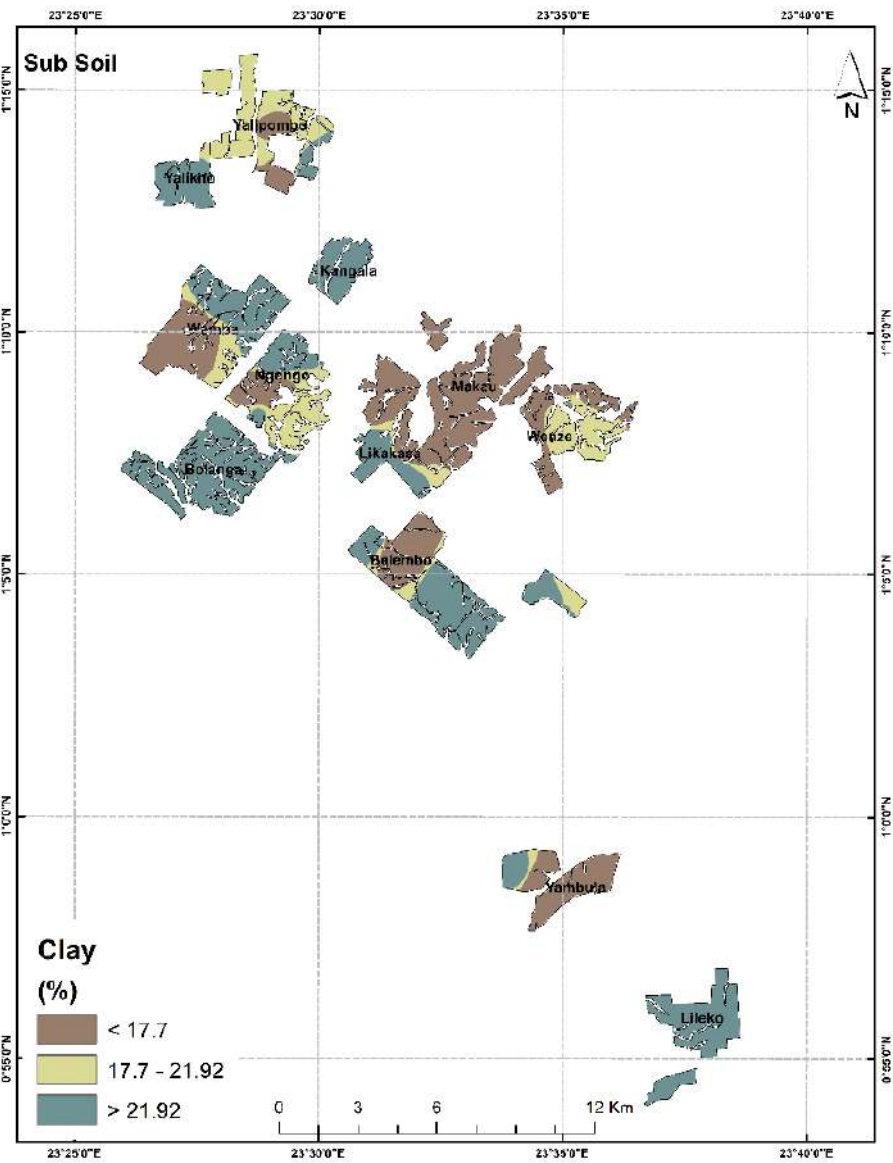 23°25'0"E 23°30'0"E 23°35'0"E 23°40'0"E
Sub Soil
N
1°15'0"N 1°15'0"N
Yalipombo
Yalikito
Kangala
1°10'0"N 1°10'0"N
Wamba
Ngongo
Makau
Wenze
Likakasa
Bolanga
Balembo
1°5'0"N 1°5'0"N
1°0'0"N 1°0'0"N
Yambula
Clay
(%)
< 17.7
17.7 - 21.92
> 21.92
Lileko
0°55'0"N 0°55'0"N
0 3 6 12 Km
23°25'0"E 23°30'0"E 23°35'0"E 23°40'0"E